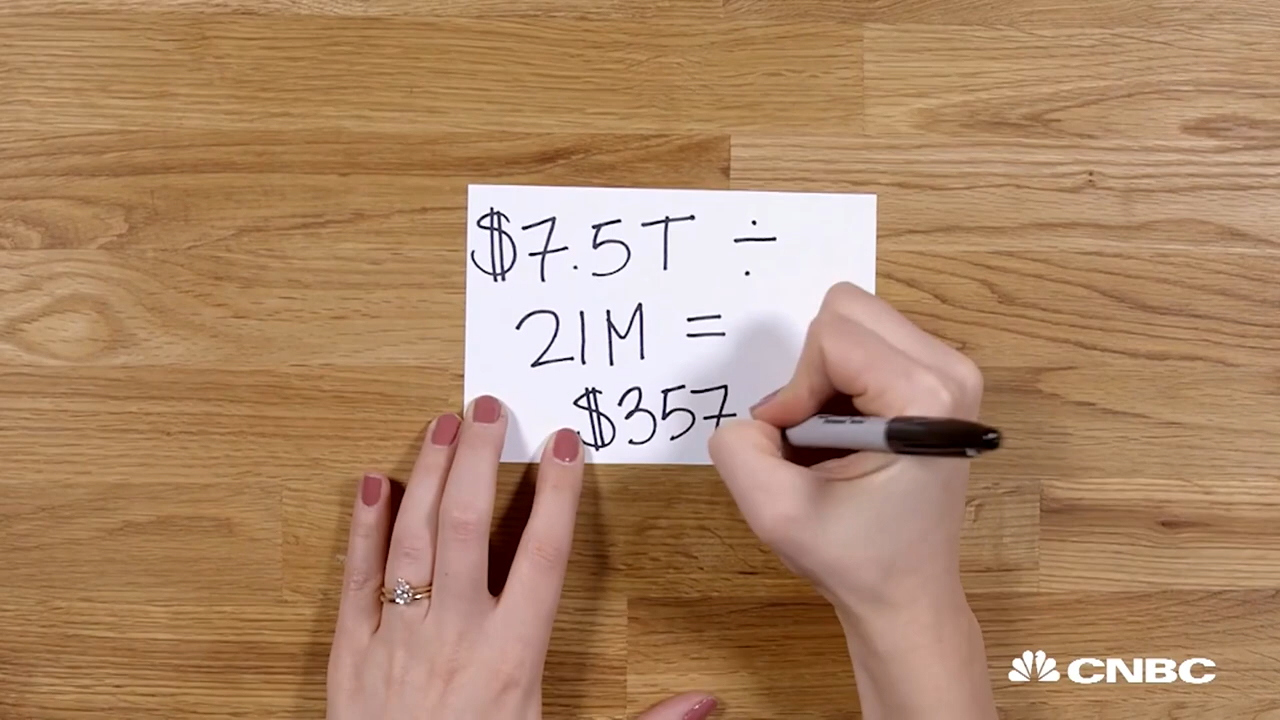 $7.5T ÷
21M =
$357
CNBC